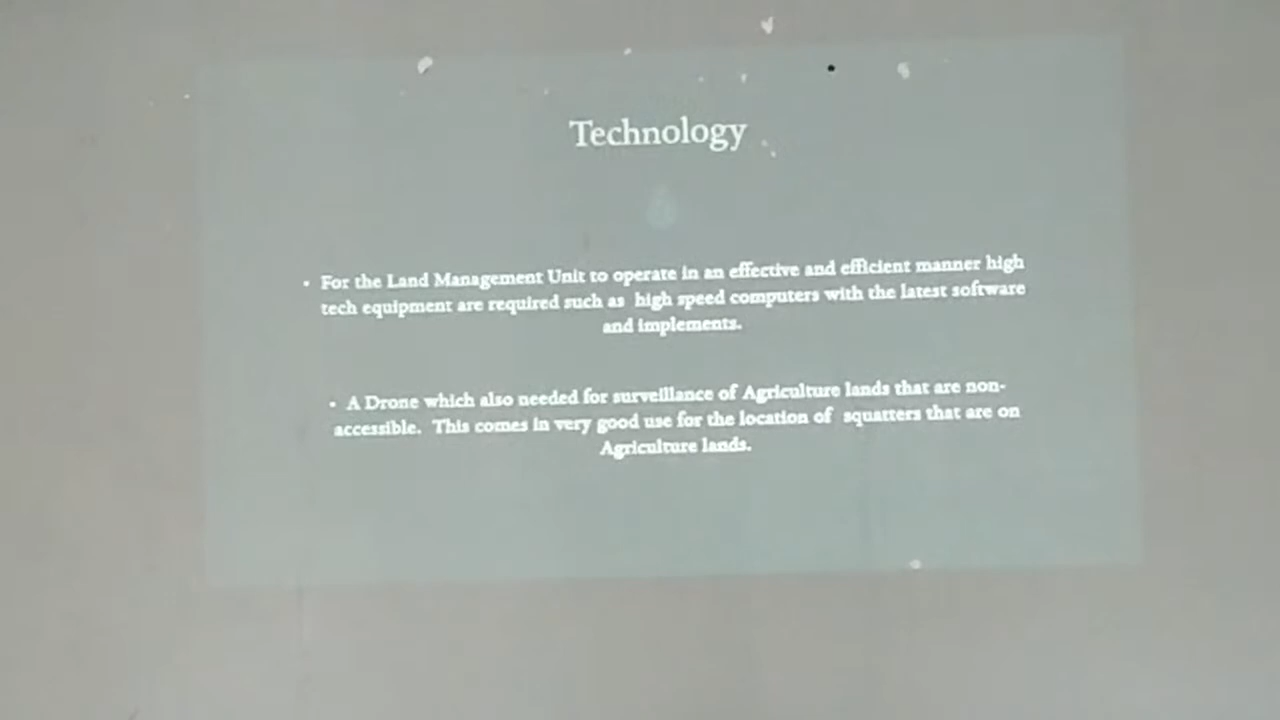 Technology
• For the Land Management Unit to operate in an effective and efficient manner high
tech equipment are required such as high speed computers with the latest software
and implements.
• A Drone which also needed for surveillance of Agriculture lands that are non-
accessible. This comes in very good use for the location of squatters that are on
Agriculture lands.